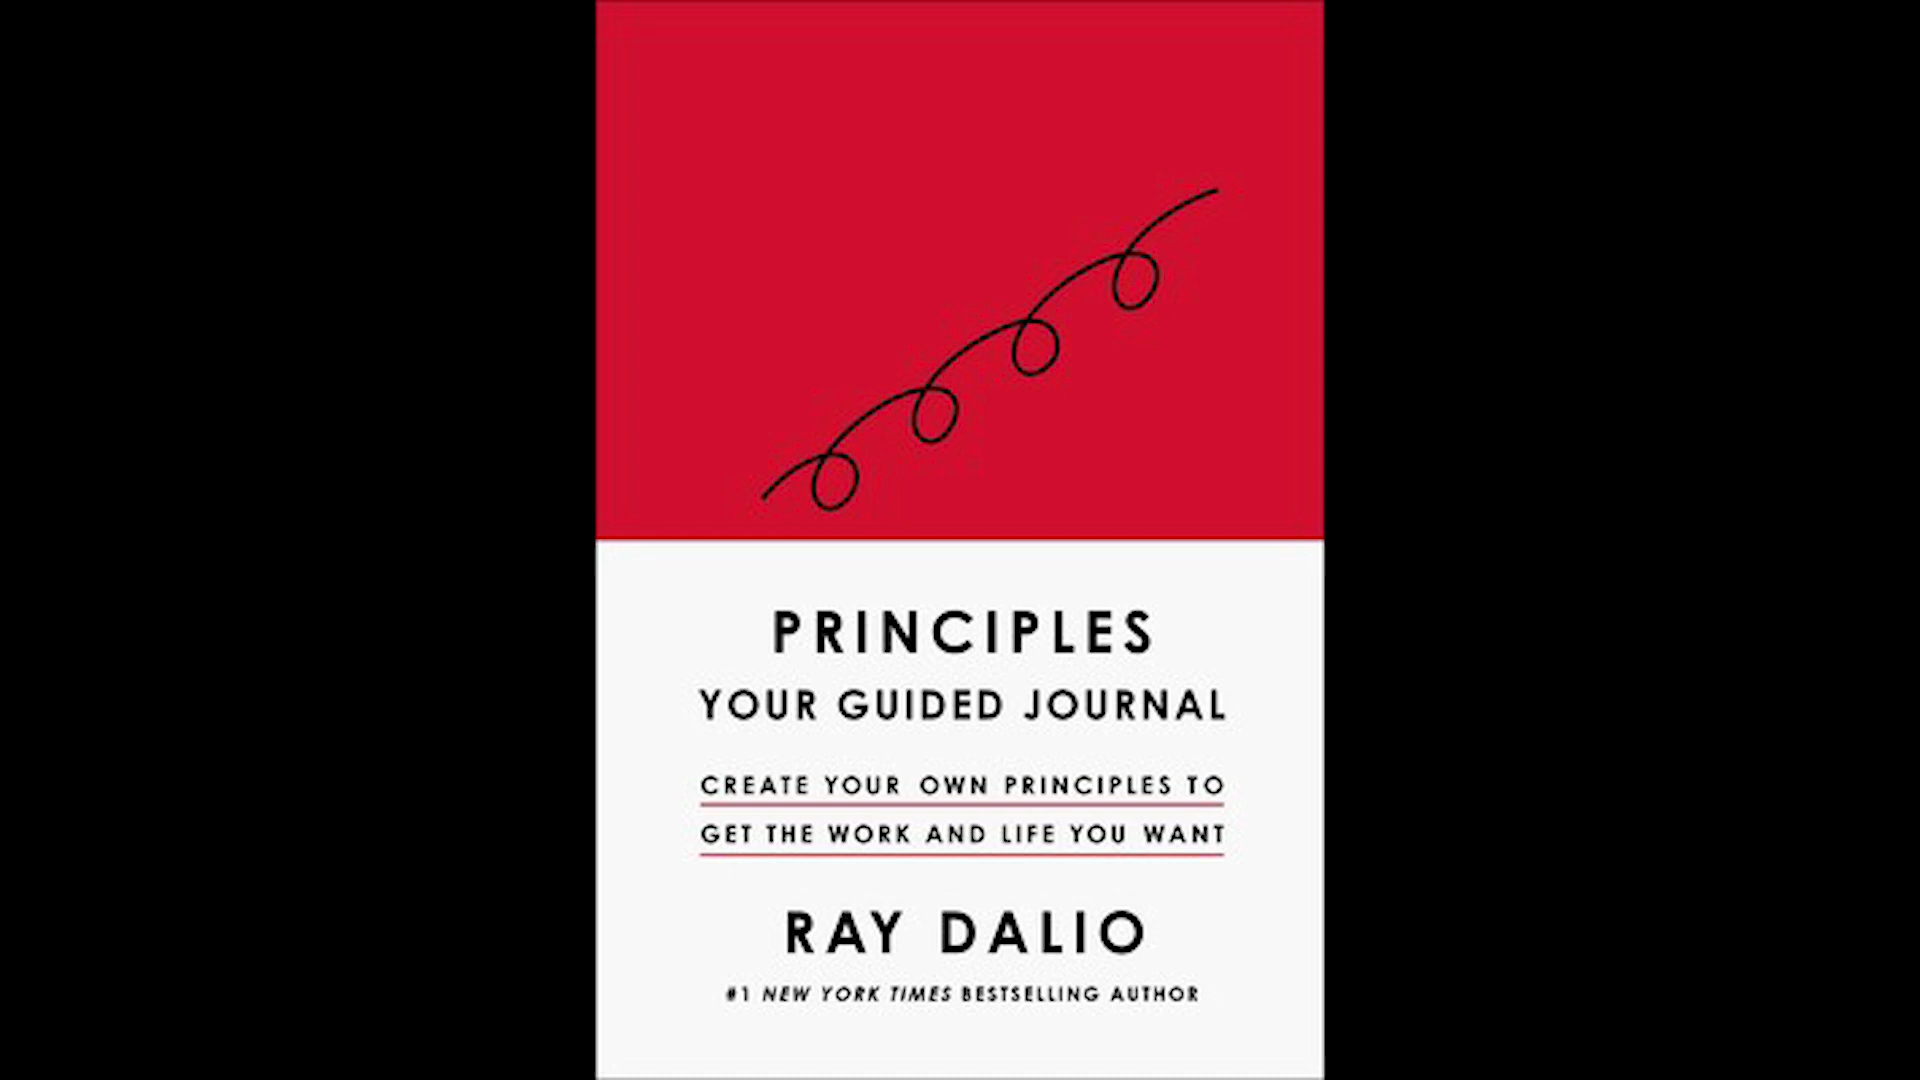 PRINCIPLES
YOUR GUIDED JOURNAL
CREATE YOUR OWN PRINCIPLES TO
GET THE WORK AND LIFE YOU WANT
RAY DALIO
#1 NEW YORK TIMES BESTSELLING AUTHOR